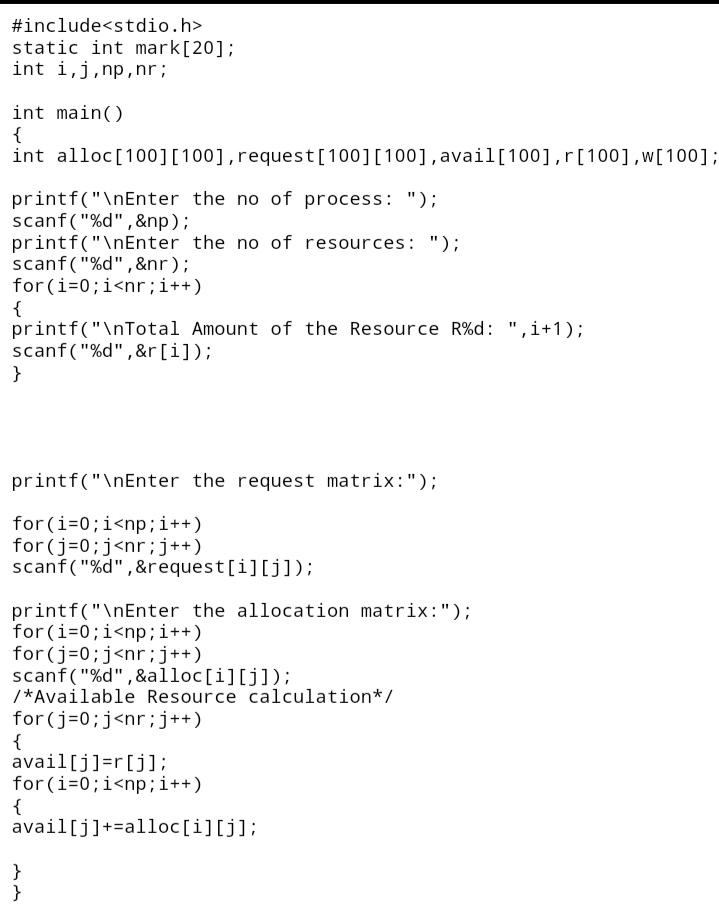 #include<stdio.h>
static int mark[20];
int i,j,np,nr;
int main()
{
int alloc[100][100],request[100][100],avail[100],r[100],w[100];
printf("\nEnter the no of process: ");
scanf("%d",&np);
printf("\nEnter the no of resources: ");
scanf("%d",&nr);
for(i=0;i<nr;i++)
{
printf("\nTotal Amount of the Resource R%d: ",i+1);
scanf("%d",&r[i]);
}
printf("\nEnter the request matrix:");
for(i=0;i<np;i++)
for(j=0;j<nr;j++)
scanf("%d",&request[i][j]);
printf("\nEnter the allocation matrix:");
for(i=0;i<np;i++)
for(j=0;j<nr;j++)
scanf("%d",&alloc[i][j]);
/*Available Resource calculation*/
for(j=0;j<nr;j++)
{
avail[j]=r[j];
for(i=0;i<np;i++)
{
avail[j]+=alloc[i][j];
}
}